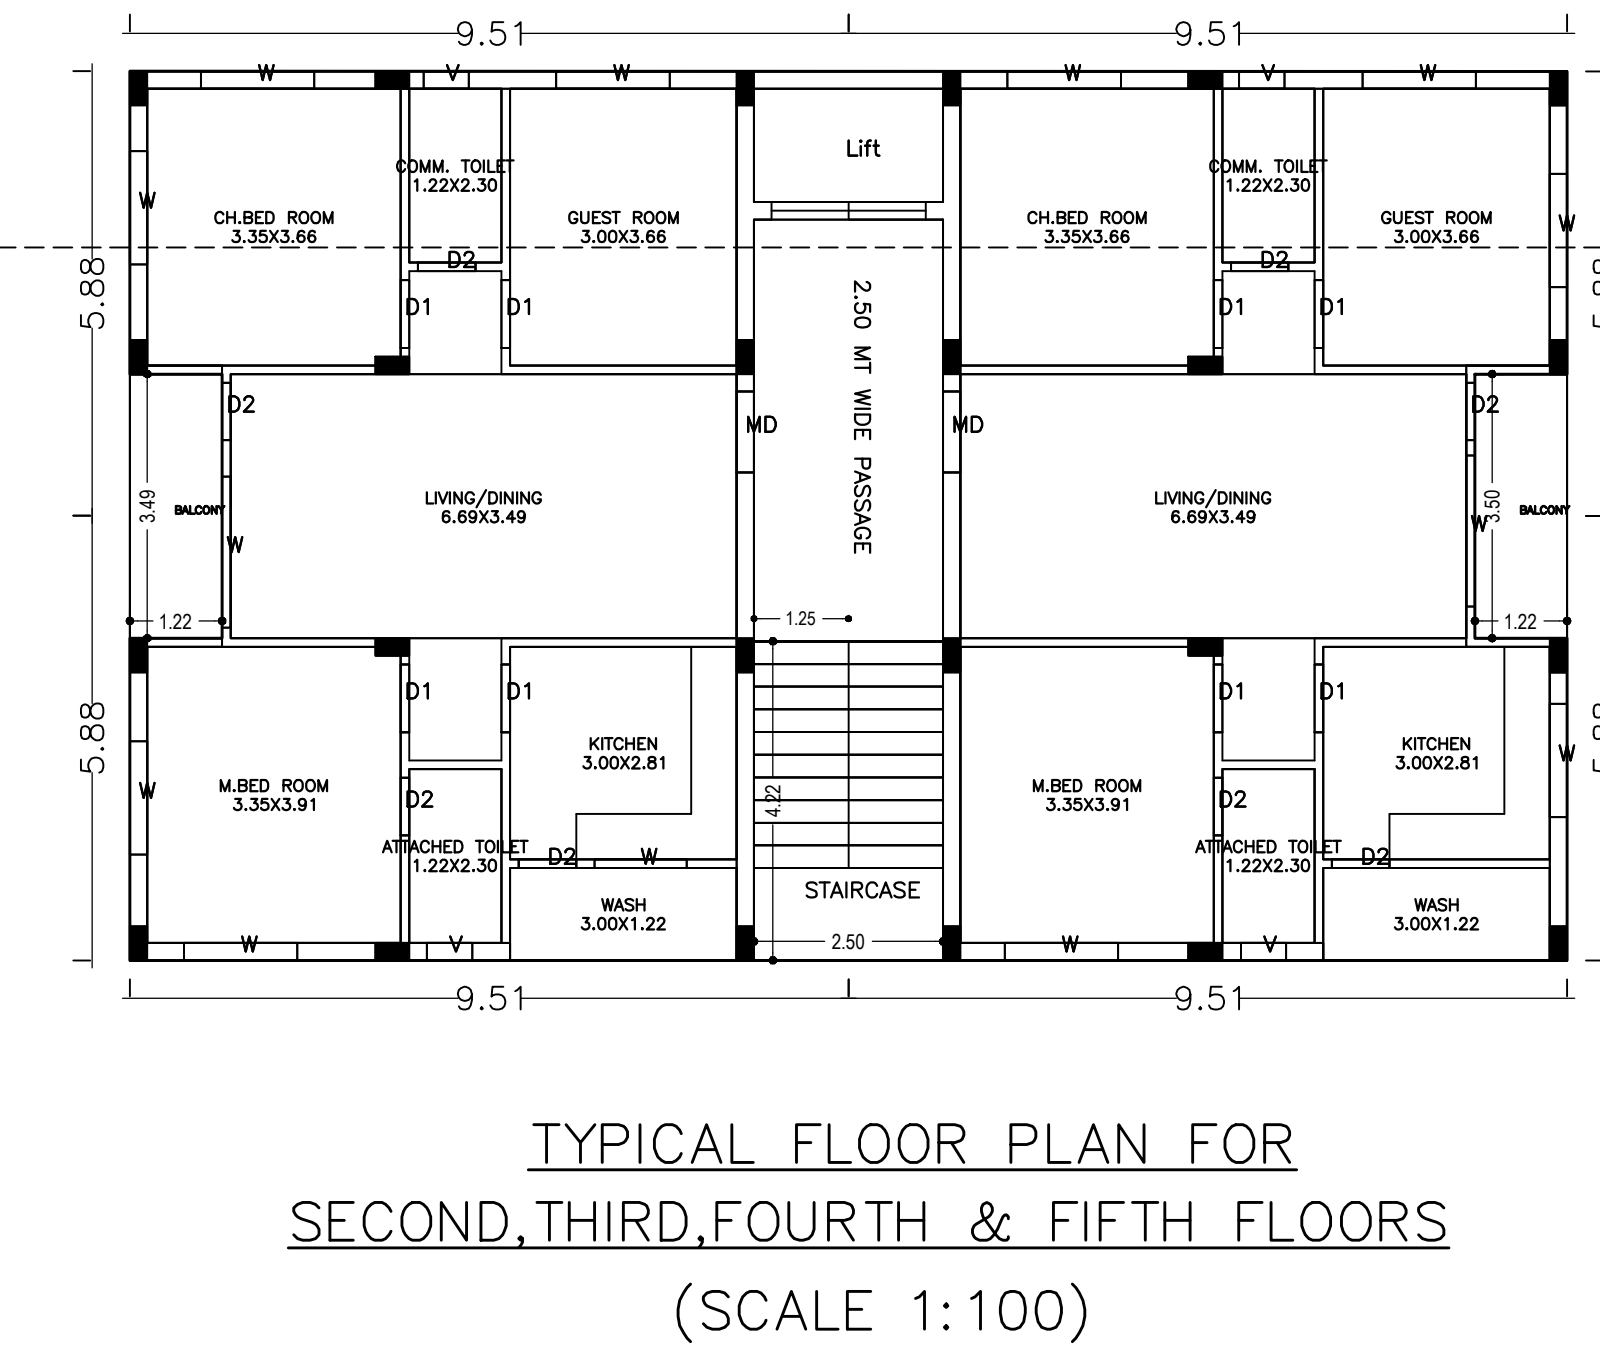 9.51
9.51
W
V
W
W
V
W
Lift
COMM. TOILET
1.22X2.30
COMM. TOILET
1.22X2.30
W
CH.BED ROOM
3.35X3.66
GUEST ROOM
3.00X3.66
CH.BED ROOM
3.35X3.66
GUEST ROOM
3.00X3.66
W
D2
D2
5.88
D1
D1
D1
D1
2.50 MT WIDE PASSAGE
D2
MD
MD
D2
3.49
BALCONY
LIVING/DINING
6.69X3.49
LIVING/DINING
6.69X3.49
3.50
BALCONY
W
W
1.22
1.25
1.22
D1
D1
D1
D1
5.88
KITCHEN
3.00X2.81
KITCHEN
3.00X2.81
W
W
M.BED ROOM
3.35X3.91
D2
4.22
M.BED ROOM
3.35X3.91
D2
ATTACHED TOILET
1.22X2.30
D2
W
ATTACHED TOILET
1.22X2.30
D2
STAIRCASE
WASH
3.00X1.22
WASH
3.00X1.22
W
V
2.50
W
V
9.51
9.51
TYPICAL FLOOR PLAN FOR
SECOND,THIRD,FOURTH & FIFTH FLOORS
(SCALE 1:100)